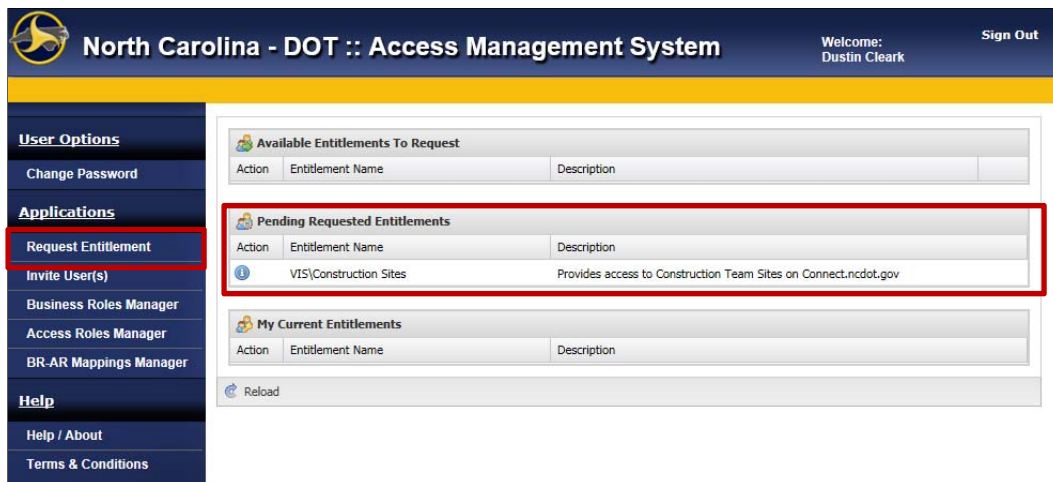 North Carolina - DOT :: Access Management System
Welcome:
Dustin Cleark
Sign Out
User Options
Change Password
Applications
Request Entitlement
Invite User(s)
Business Roles Manager
Access Roles Manager
BR-AR Mappings Manager
Help
Help / About
Terms & Conditions
Available Entitlements To Request
Action Entitlement Name Description
Pending Requested Entitlements
Action Entitlement Name Description
VIS\Construction Sites Provides access to Construction Team Sites on Connect.ncdot.gov
My Current Entitlements
Action Entitlement Name Description
Reload